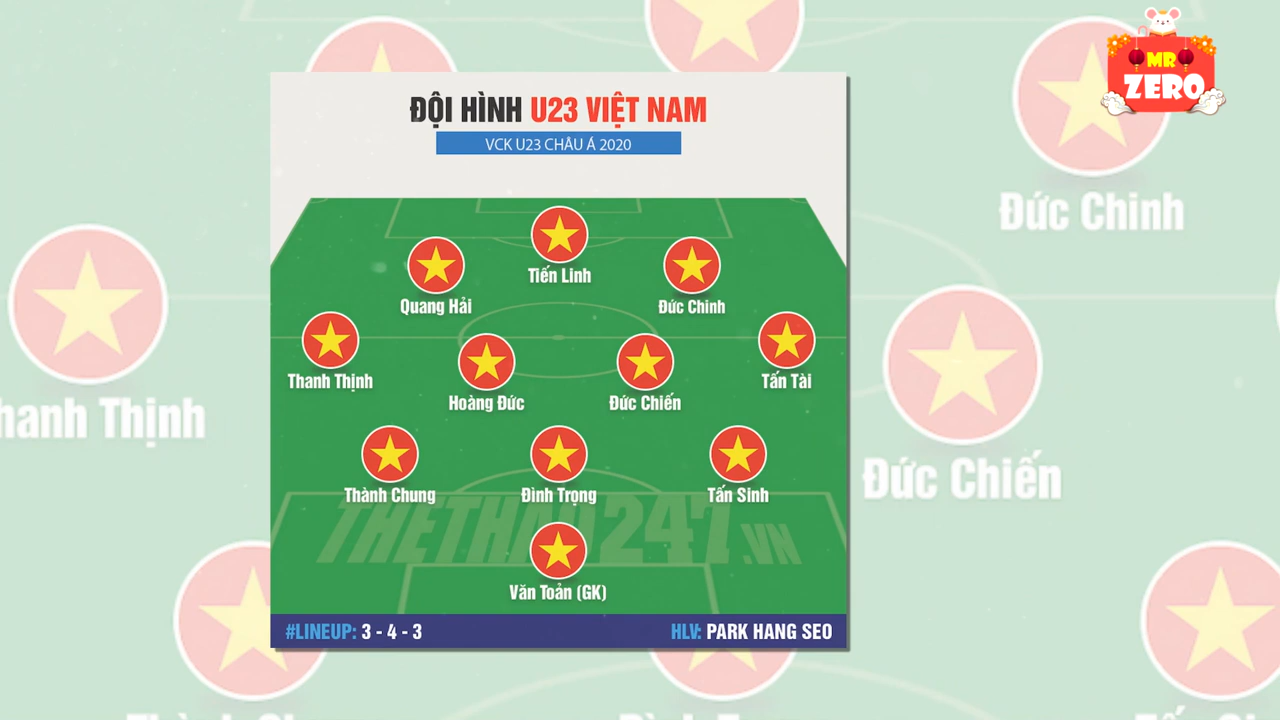 MR
ZERO
ĐỘI HÌNH U23 VIỆT NAM
VCK U23 CHÂU Á 2020
Tiến Linh
Quang Hải
Đức Chinh
Thanh Thịnh
Tấn Tài
Hoàng Đức
Đức Chiến
Thành Chung
Đình Trọng
Tấn Sinh
THETHAO247.VN
Văn Toản (GK)
#LINEUP: 3 - 4 - 3
HLV: PARK HANG SEO
Đức Chinh
hanh Thịnh
Đức Chiến